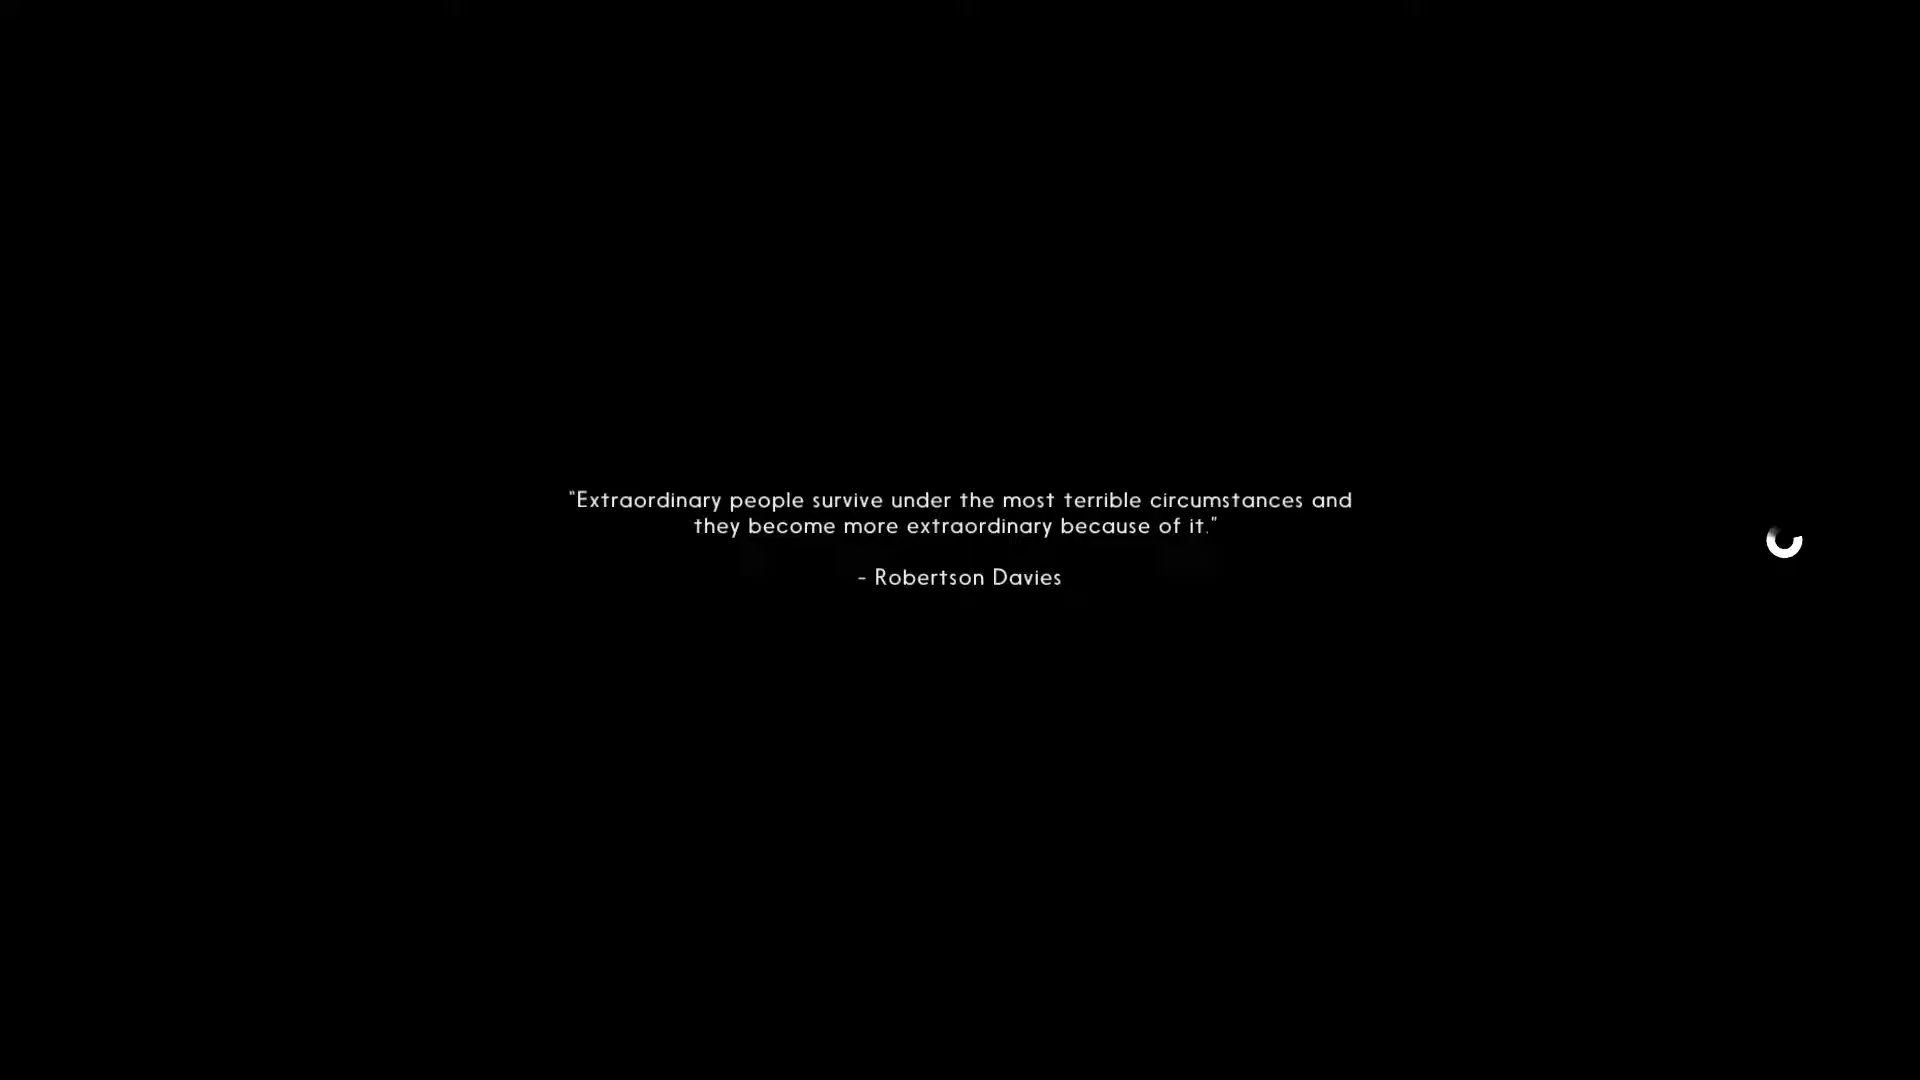 "Extraordinary people survive under the most terrible circumstances and
they become more extraordinary because of it."
- Robertson Davies